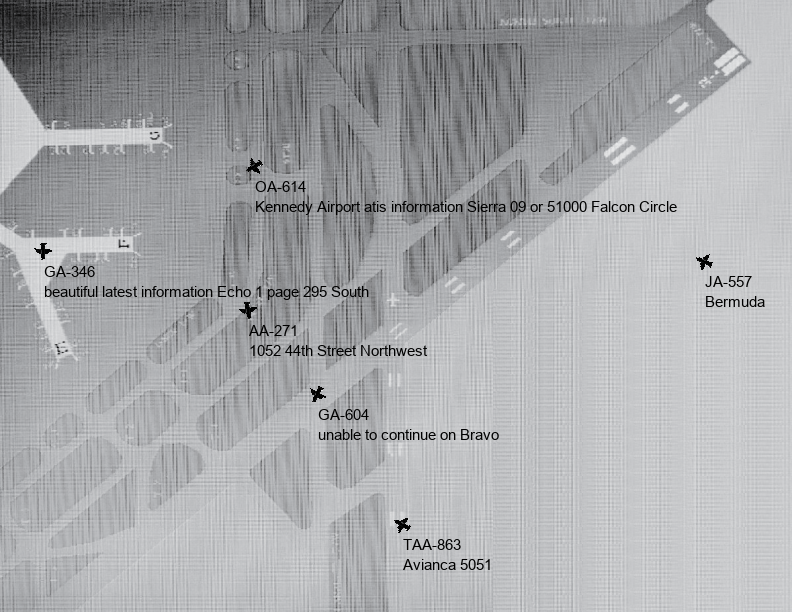 OA-614
Kennedy Airport atis information Sierra 09 or 51000 Falcon Circle
GA-346
beautiful latest information Echo 1 page 295 South
JA-557
Bermuda
AA-271
1052 44th Street Northwest
GA-604
unable to continue on Bravo
TAA-863
Avianca 5051